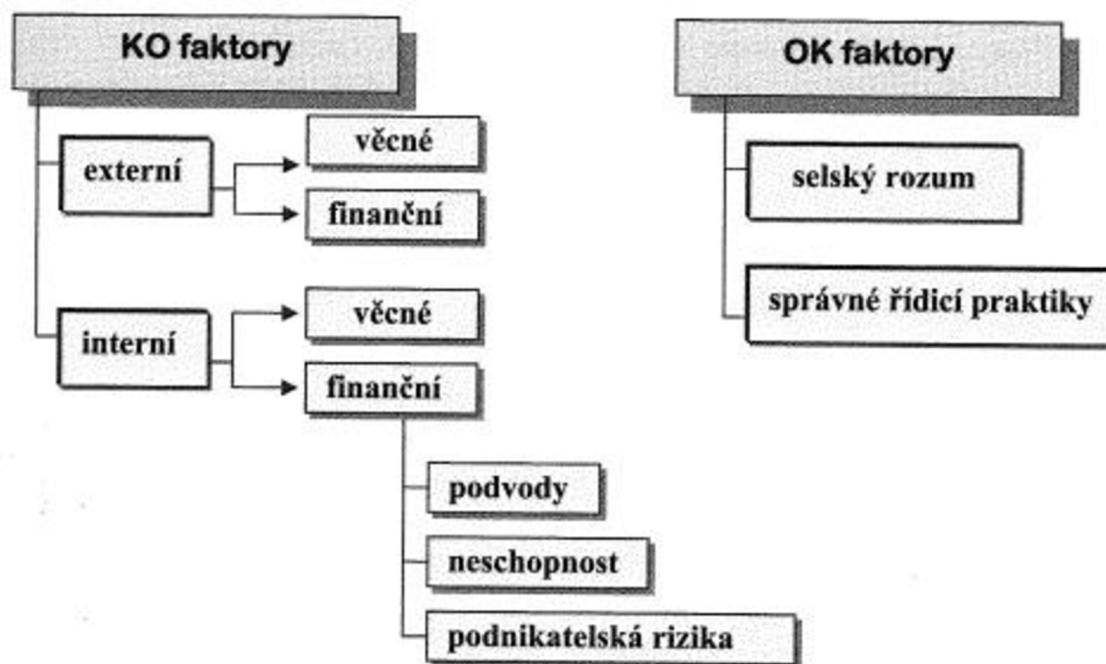 KO faktory
externí
věcné
finanční
interní
věcné
finanční
podvody
neschopnost
podnikatelská rizika
OK faktory
selský rozum
správné řídicí praktiky